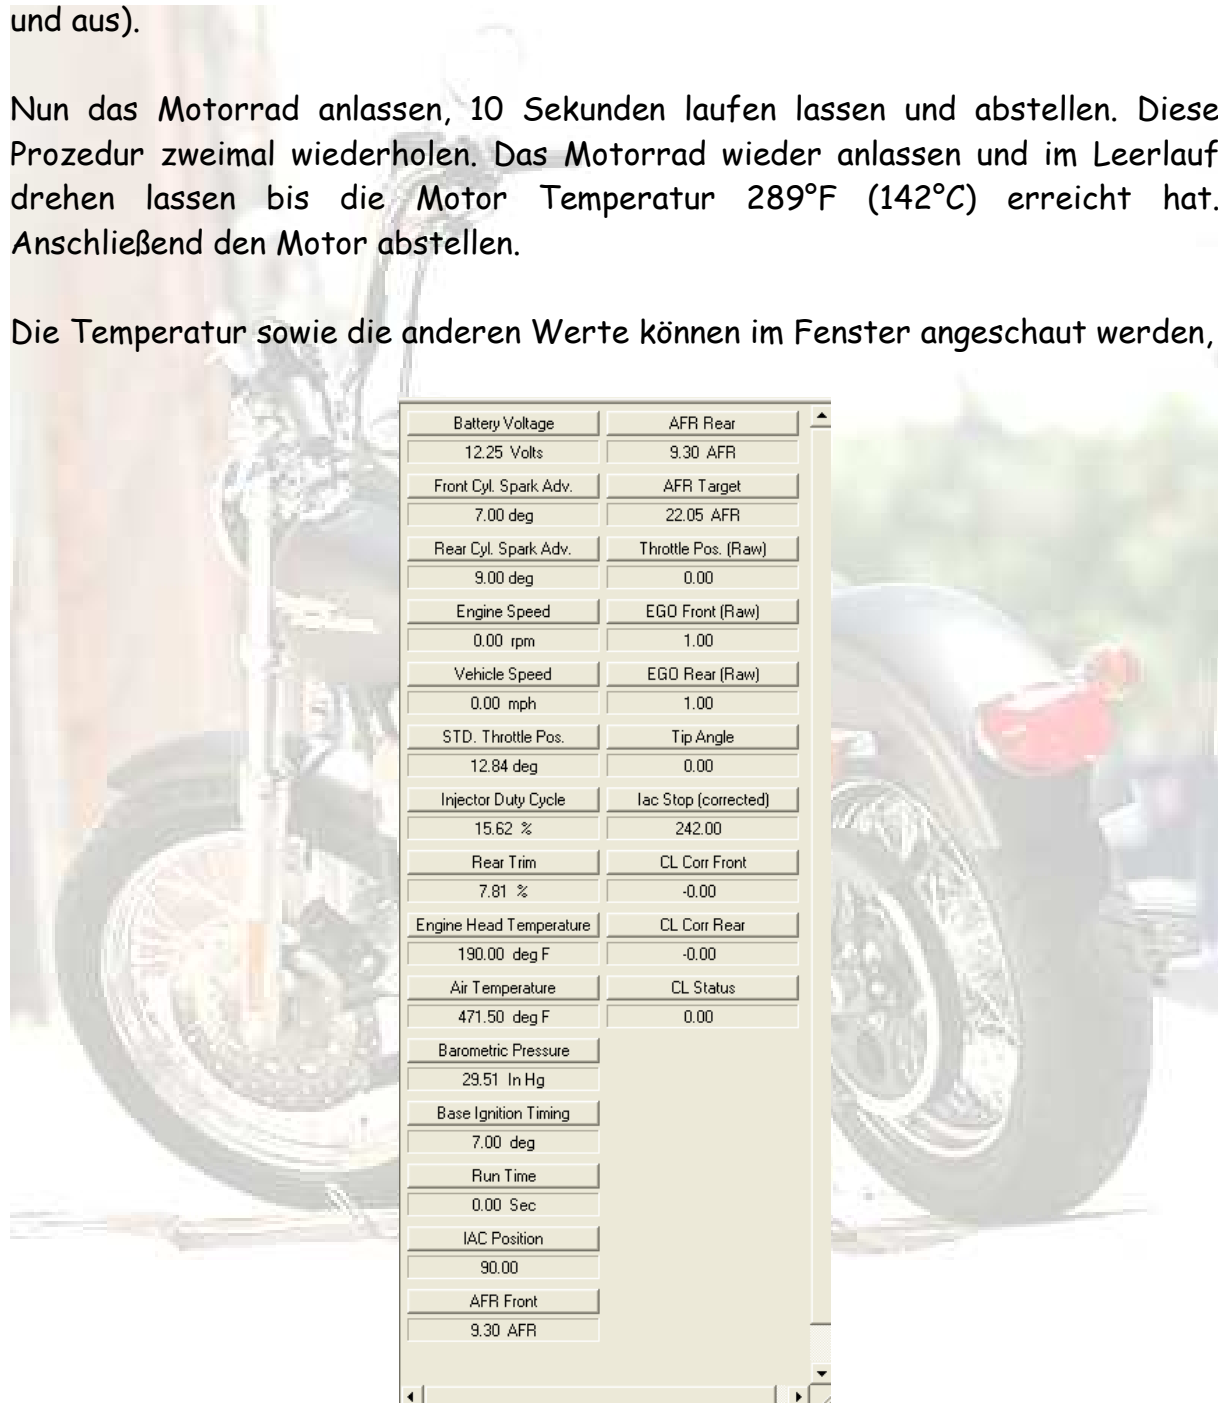 und aus).
Nun das Motorrad anlassen, 10 Sekunden laufen lassen und abstellen. Diese
Prozedur zweimal wiederholen. Das Motorrad wieder anlassen und im Leerlauf
drehen lassen bis die Motor Temperatur 289°F (142°C) erreicht hat.
Anschließend den Motor abstellen.
Die Temperatur sowie die anderen Werte können im Fenster angeschaut werden,
Battery Voltage
12.25 Volts
Front Cyl. Spark Adv.
7.00 deg
Rear Cyl. Spark Adv.
9.00 deg
Engine Speed
0.00 rpm
Vehicle Speed
0.00 mph
STD. Throttle Pos.
12.84 deg
Injector Duty Cycle
15.62 %
Rear Trim
7.81 %
Engine Head Temperature
190.00 deg F
Air Temperature
471.50 deg F
Barometric Pressure
29.51 In Hg
Base Ignition Timing
7.00 deg
Run Time
0.00 Sec
IAC Position
90.00
AFR Front
9.30 AFR
AFR Rear
9.30 AFR
AFR Target
22.05 AFR
Throttle Pos. (Raw)
0.00
EGO Front (Raw)
1.00
EGO Rear (Raw)
1.00
Tip Angle
0.00
Iac Stop (corrected)
242.00
CL Corr Front
-0.00
CL Corr Rear
-0.00
CL Status
0.00